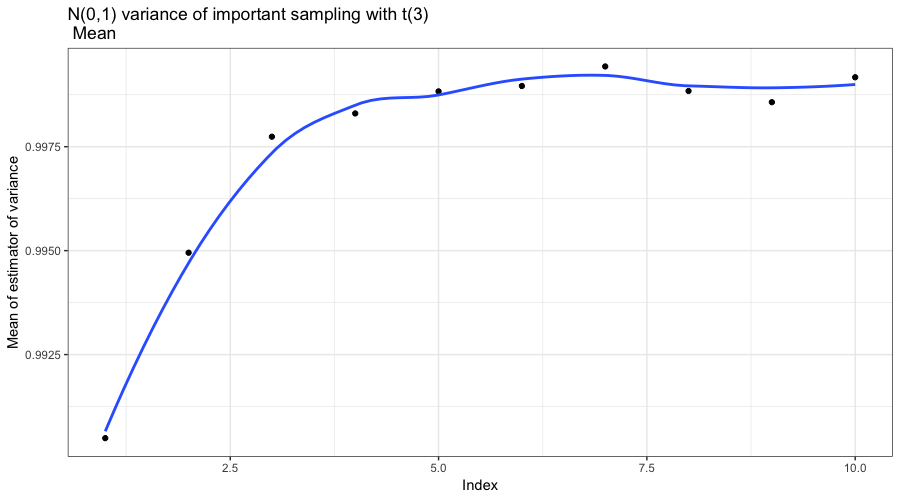 N(0,1) variance of important sampling with t(3)
Mean
Mean of estimator of variance
0.9975
0.9950
0.9925
2.5
5.0
7.5
10.0
Index